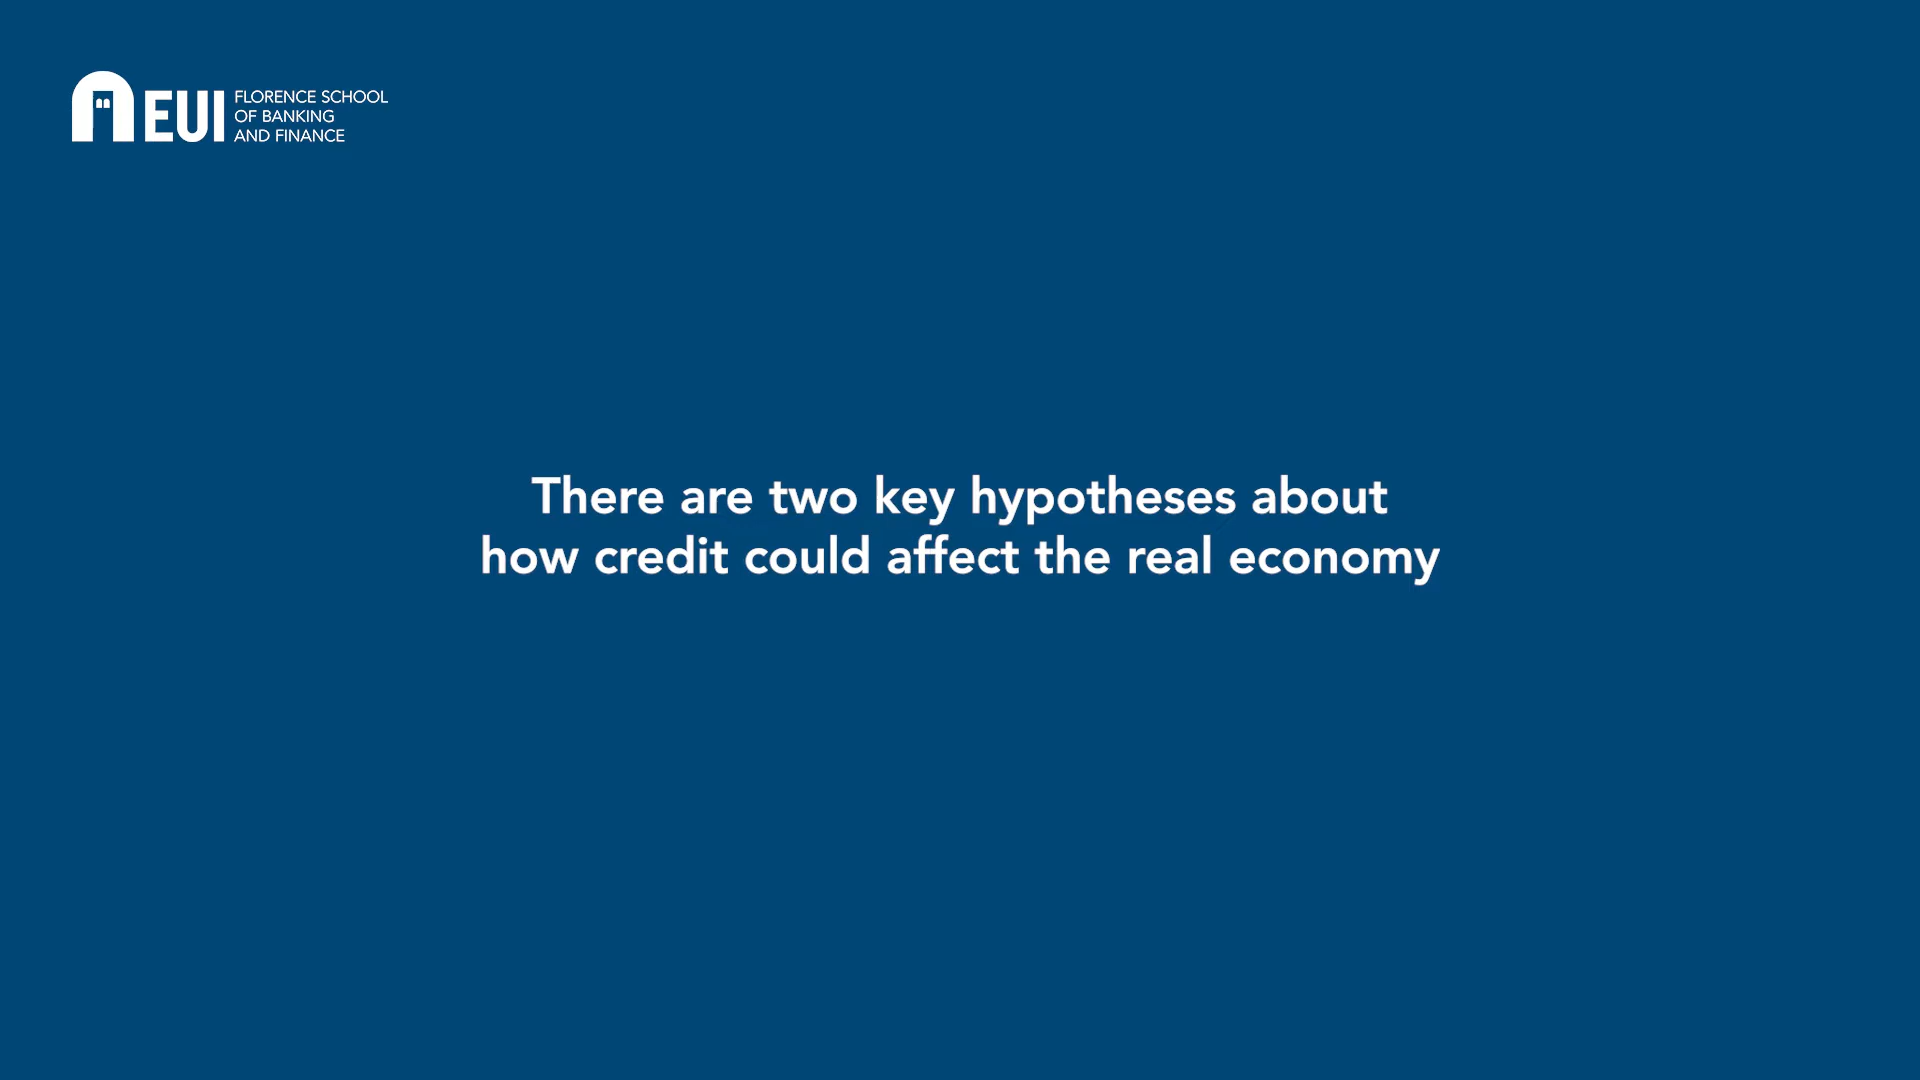 EUI
FLORENCE SCHOOL
OF BANKING
AND FINANCE
There are two key hypotheses about
how credit could affect the real economy